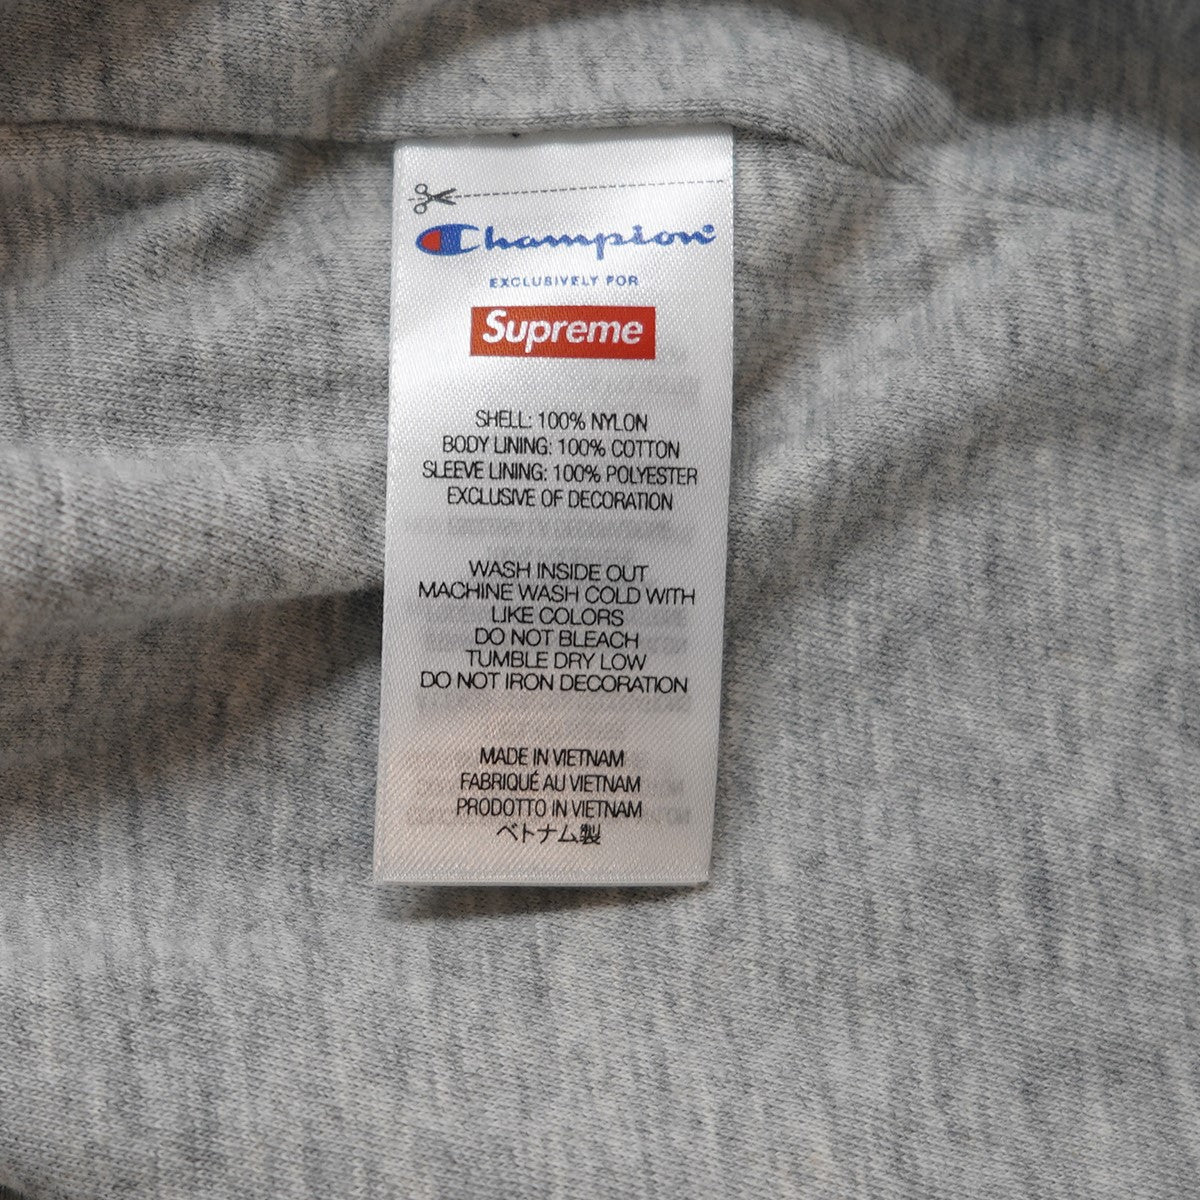 Champion
EXCLUSIVELY FOR
Supreme
SHELL: 100% NYLON
BODY LINING: 100% COTTON
SLEEVE LINING: 100% POLYESTER
EXCLUSIVE OF DECORATION
WASH INSIDE OUT
MACHINE WASH COLD WITH
LIKE COLORS
DO NOT BLEACH
TUMBLE DRY LOW
DO NOT IRON DECORATION
MADE IN VIETNAM
FABRIQUÉ AU VIETNAM
PRODOTTO IN VIETNAM
ベトナム製